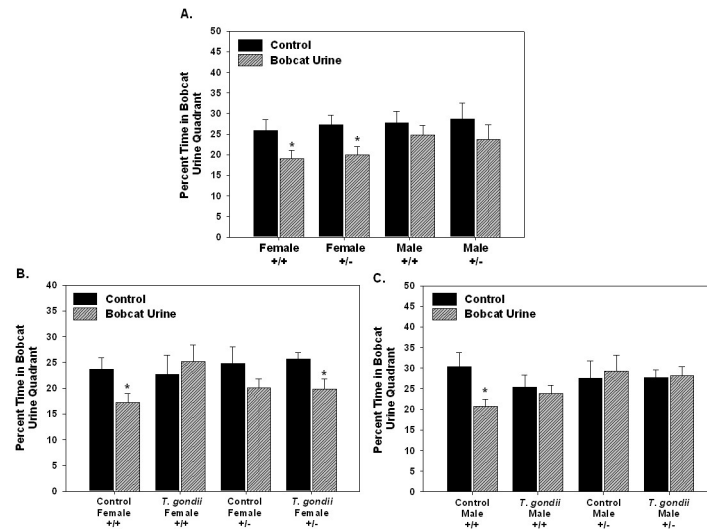 A.
Percent Time in Bobcat
Urine Quadrant
50
45
40
35
30
25
20
15
10
5
0
Control
Bobcat Urine
*
*
Female
+/+
Female
+/-
Male
+/+
Male
+/-
B.
Percent Time in Bobcat
Urine Quadrant
40
35
30
25
20
15
10
5
0
Control
Bobcat Urine
*
*
Control
Female
+/+
T. gondii
Female
+/+
Control
Female
+/-
T. gondii
Female
+/-
C.
Percent Time in Bobcat
Urine Quadrant
50
45
40
35
30
25
20
15
10
5
0
Control
Bobcat Urine
*
Control
Male
+/+
T. gondii
Male
+/+
Control
Male
+/-
T. gondii
Male
+/-